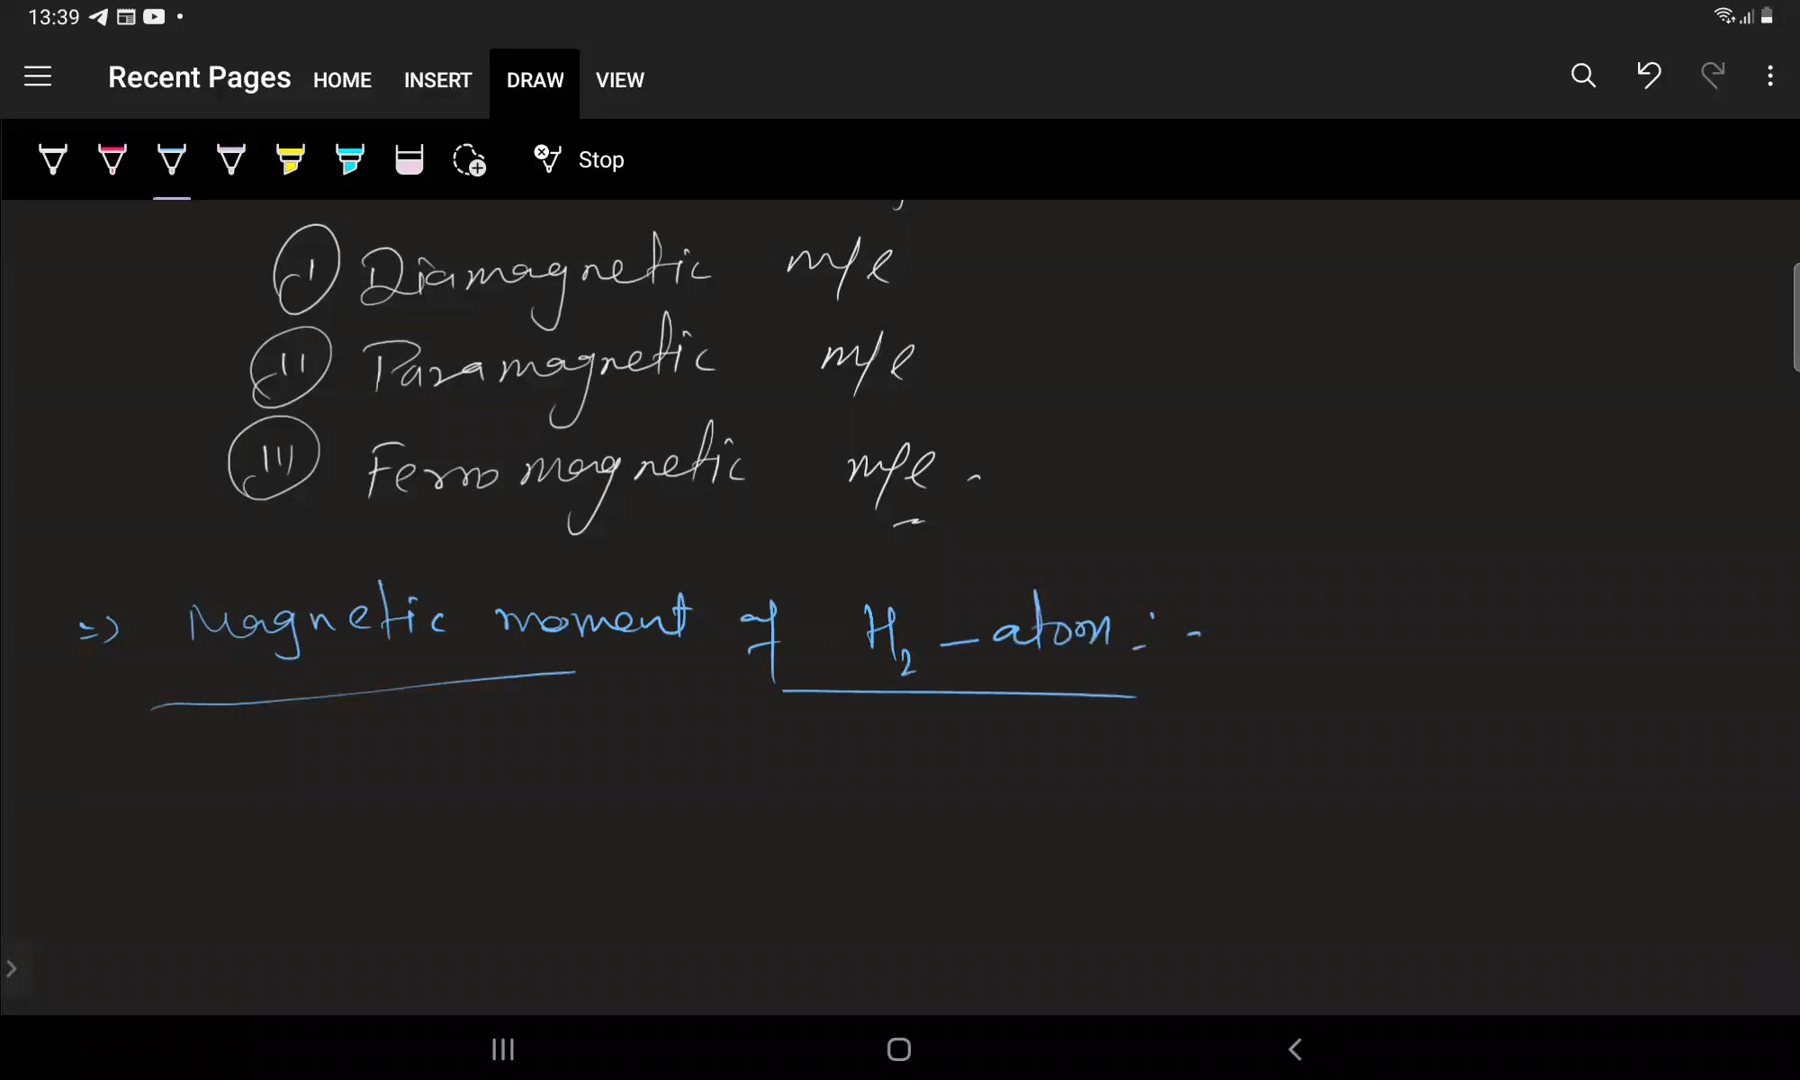 13:39
Recent Pages HOME INSERT DRAW VIEW
Stop
(I) Diamagnetic m/l
(II) Paramagnetic m/l
(III) Ferromagnetic m/l.
=> Magnetic moment of H₂-atom:-